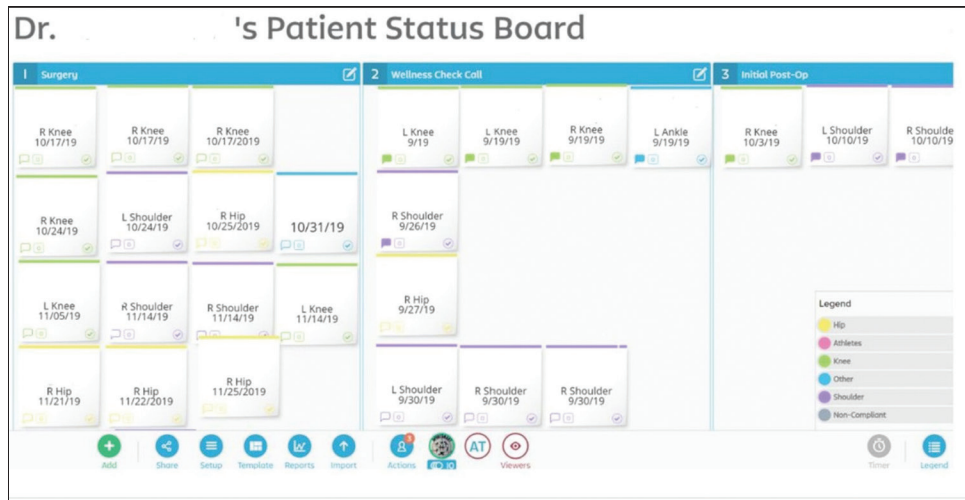 Dr. 's Patient Status Board
1 Surgery
R Knee
10/17/19
R Knee
10/17/19
R Knee
10/17/2019
R Knee
10/24/19
L Shoulder
10/24/19
R Hip
10/25/2019
10/31/19
L Knee
11/05/19
R Shoulder
11/14/19
R Shoulder
11/14/19
L Knee
11/14/19
R Hip
11/21/19
R Hip
11/22/2019
R Hip
11/25/2019
2 Wellness Check Call
L Knee
9/19
L Knee
9/19/19
R Knee
9/19/19
L Ankle
9/19/19
R Shoulder
9/26/19
R Hip
9/27/19
L Shoulder
9/30/19
R Shoulder
9/30/19
R Shoulder
9/30/19
3 Initial Post-Op
R Knee
10/3/19
L Shoulder
10/10/19
R Shoulde
10/10/19
Legend
Hip
Athletes
Knee
Other
Shoulder
Non-Compliant
Add
Share
Setup
Template
Reports
Import
3
Actions
AT
Viewers
Timer
Legend